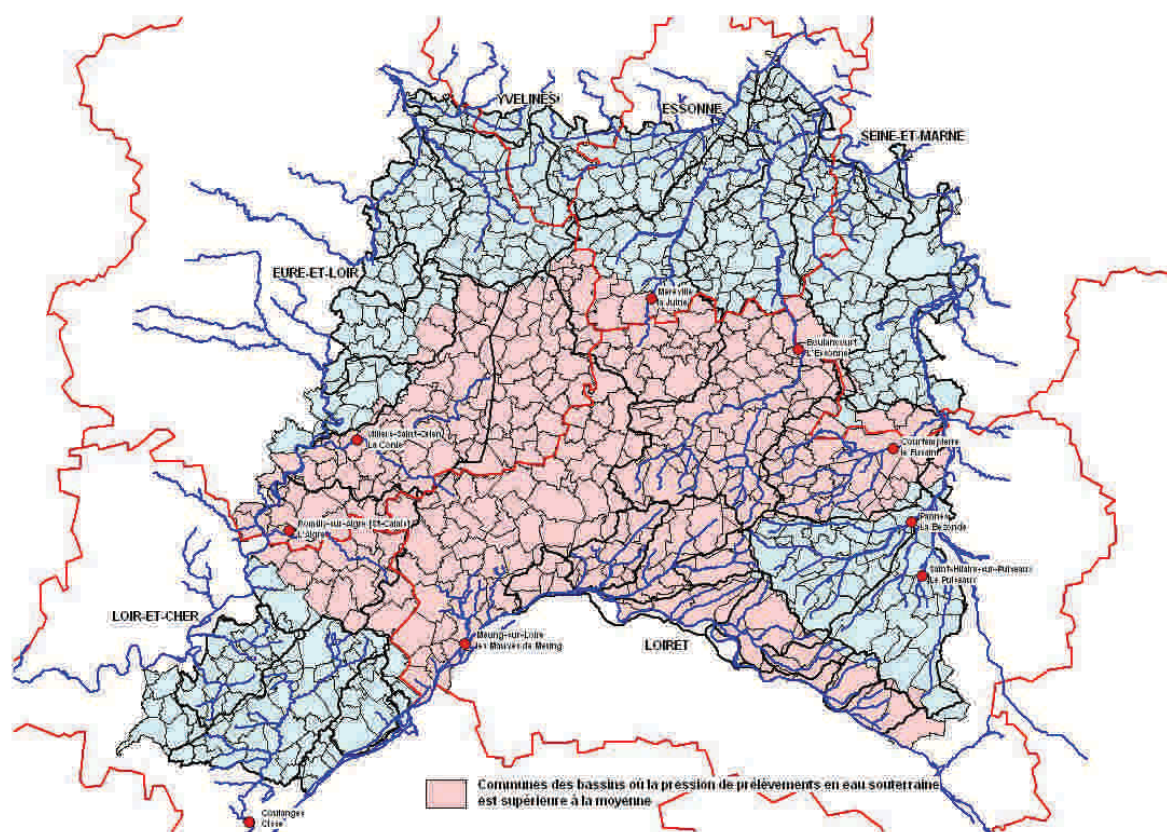 YVELINES
ESSONNE
SEINE-ET-MARNE
EURE-ET-LOIR
Méréville
la Juine
Boulancourt
L'Essonne
Villiers-Saint-Orien
La Conie
Courtempierre
le Fusain
Romilly-sur-Aigre
L'Aigre
Pannes
La Bezonde
Saint-Hilaire-sur-Puiseaux
Le Puiseaux
LOIR-ET-CHER
Meung-sur-Loire
les Mauves de Meung
LOIRET
Communes des bassins où la pression de prélèvements en eau souterraine
est supérieure à la moyenne
Coulanges
Cisse